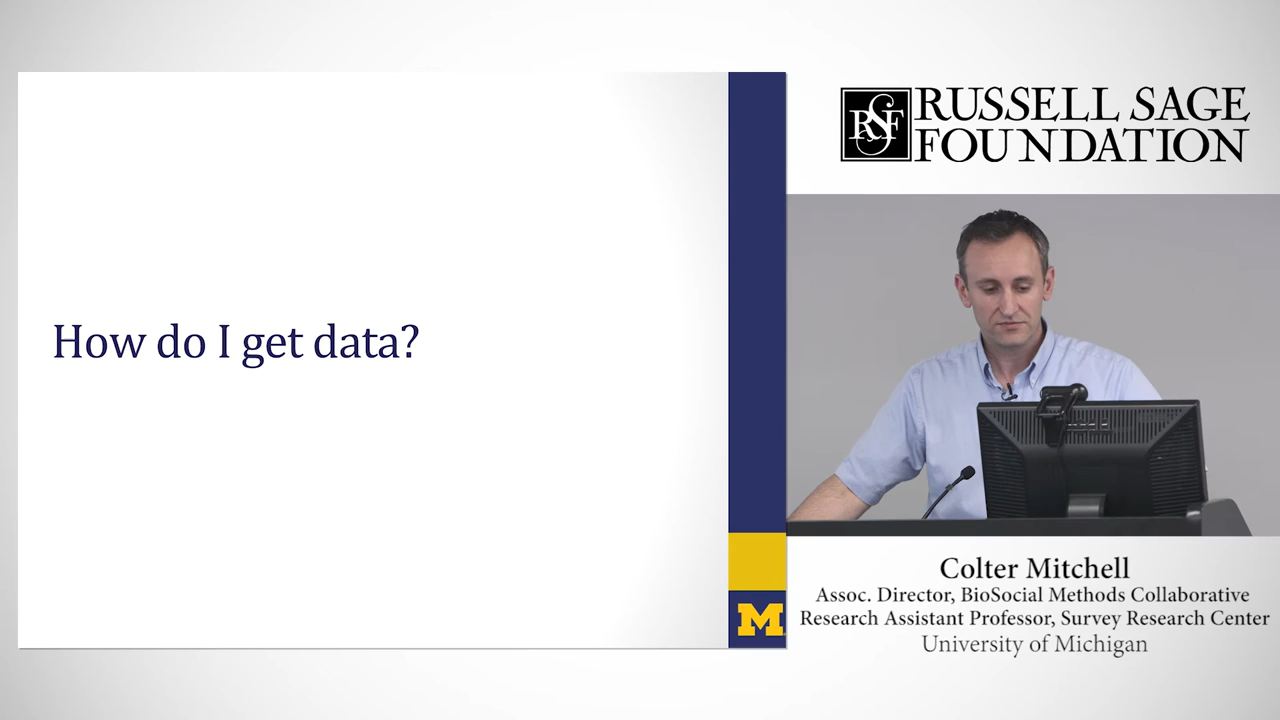 How do I get data?
RSF
RUSSELL SAGE
FOUNDATION
Colter Mitchell
Assoc. Director, BioSocial Methods Collaborative
Research Assistant Professor, Survey Research Center
University of Michigan
M